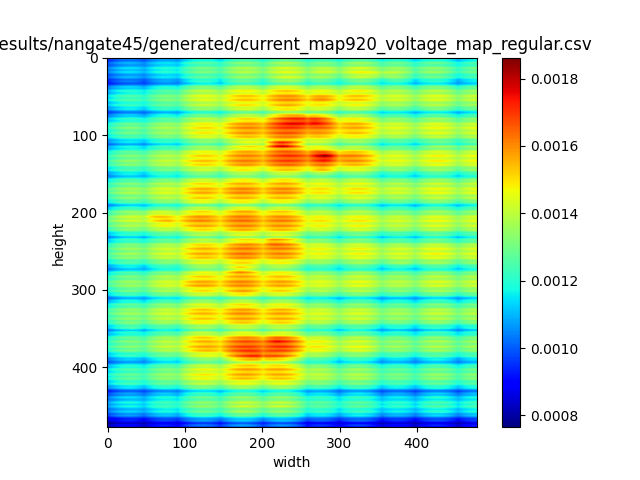 esults/nangate45/generated/current_map920_voltage_map_regular.csv
0
100
200
300
400
height
0 100 200 300 400
width
0.0018
0.0016
0.0014
0.0012
0.0010
0.0008